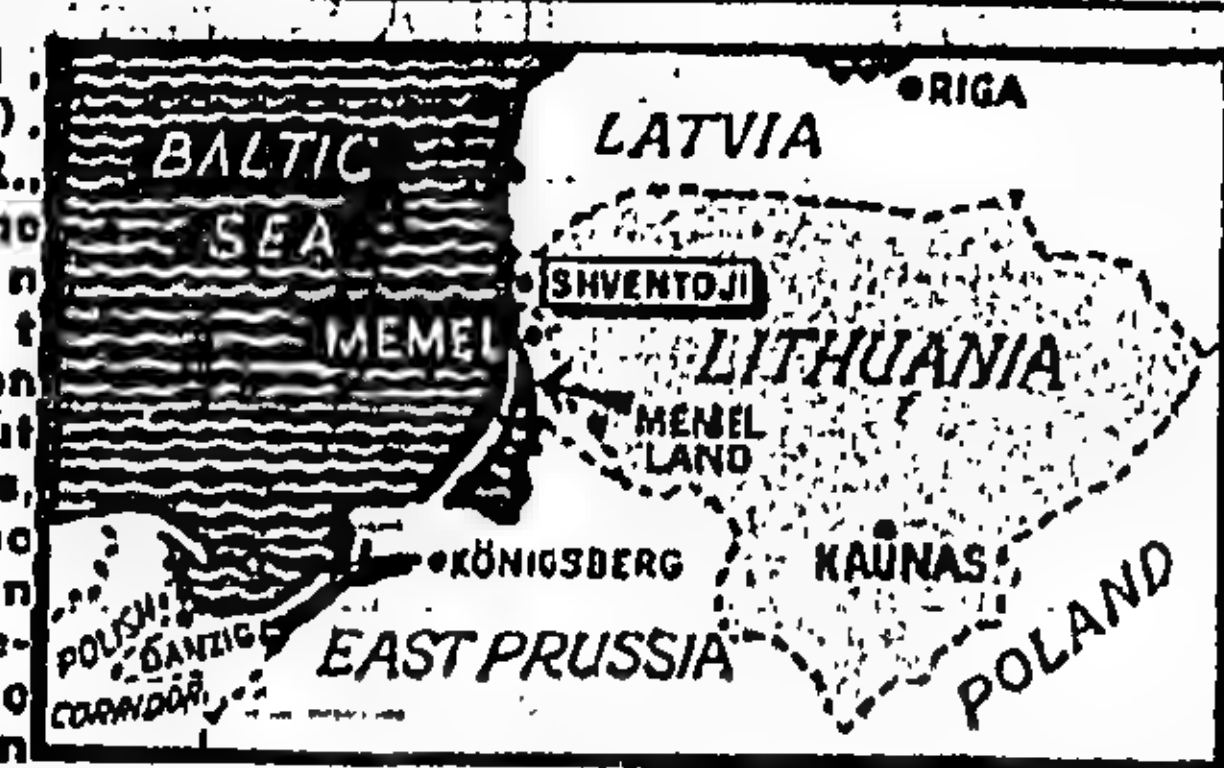 RIGA
LATVIA
BALTIC
SEA
SHVENTOJI
MEMEL
LITHUANIA
MEMEL
LAND
KAUNAS
KÖNIGSBERG
POLISH
DANZIG
CORRIDOR
EAST PRUSSIA
POLAND